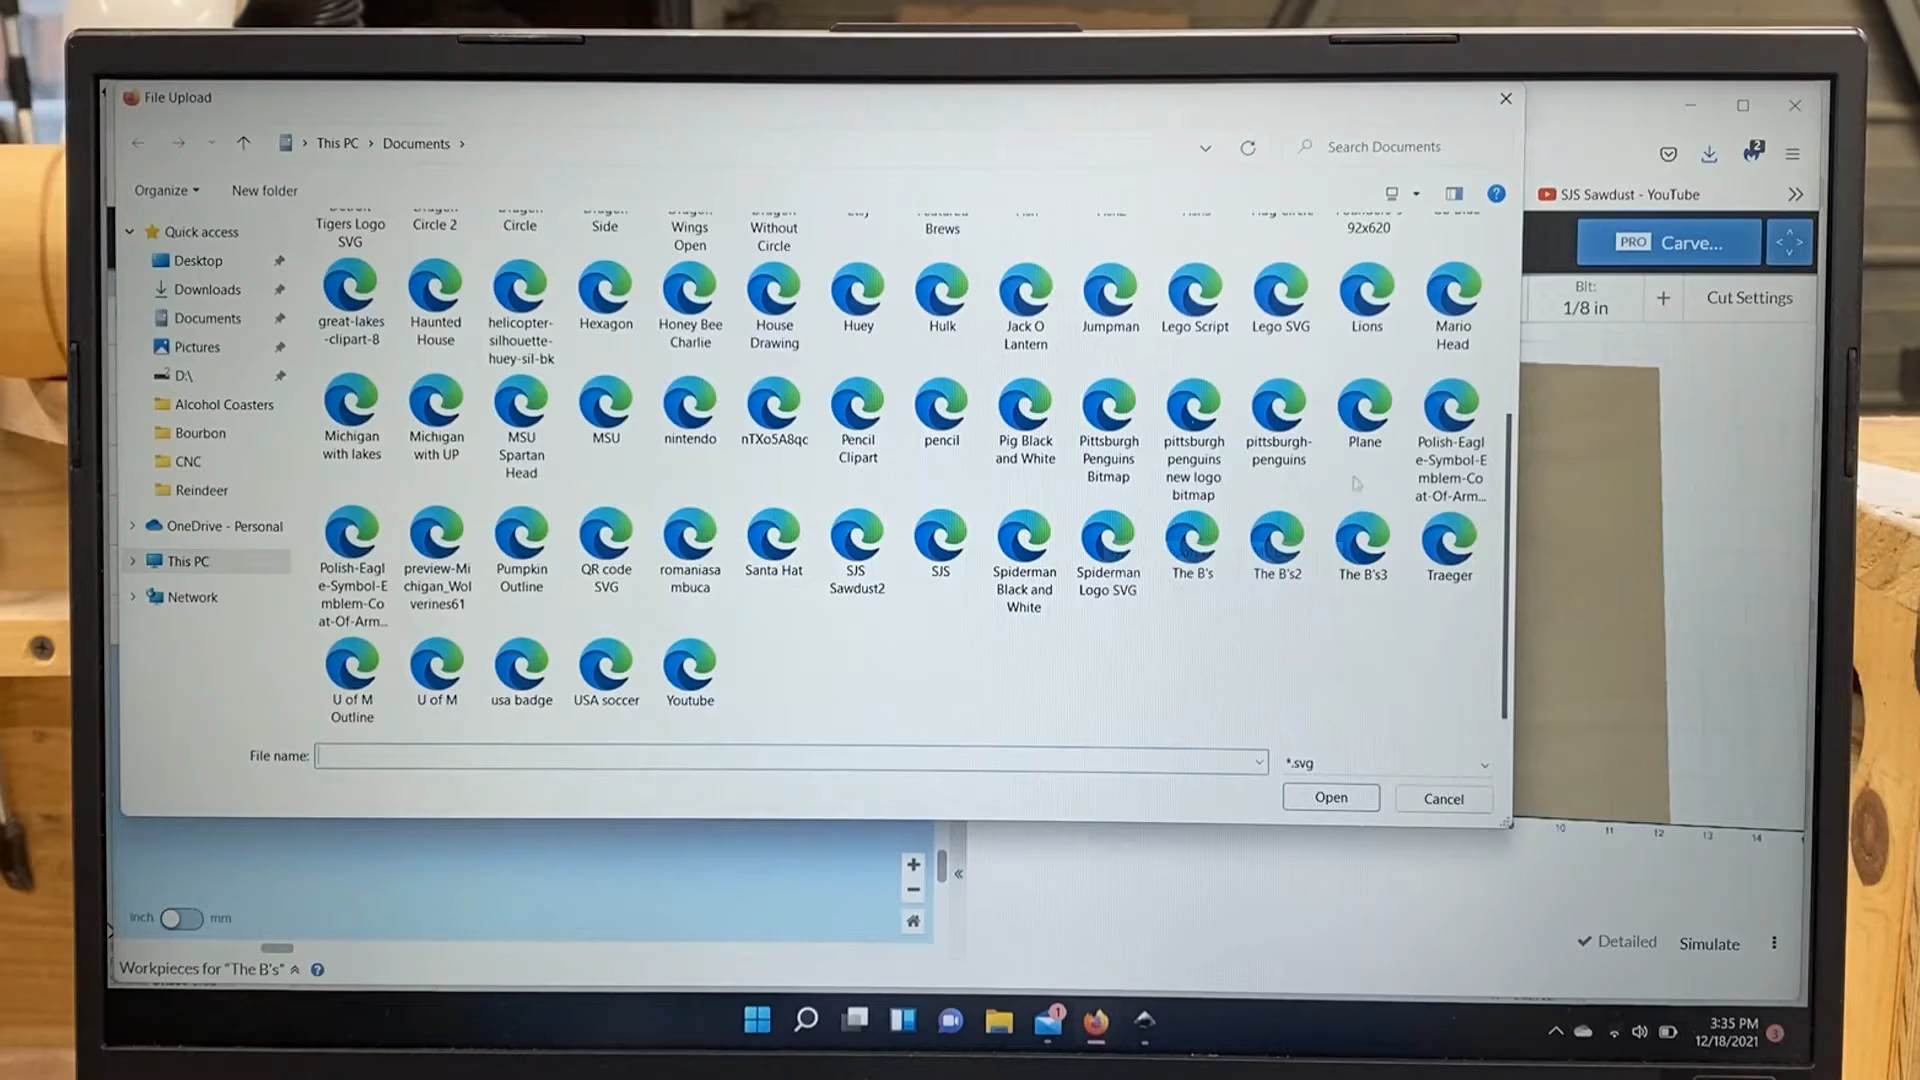 File Upload
This PC > Documents >
Search Documents
Organize
New folder
SJS Sawdust - YouTube
2
PRO Carve...
Bit:
1/8 in
+
Cut Settings
Quick access
Desktop
Downloads
Documents
Pictures
D:\
Alcohol Coasters
Bourbon
CNC
Reindeer
OneDrive - Personal
This PC
Network
Tigers Logo
SVG
Circle 2
Circle
Side
Wings
Open
Without
Circle
Brews
92x620
great-lakes
-clipart-8
Haunted
House
helicopter-
silhouette-
huey-sil-bk
Hexagon
Honey Bee
Charlie
House
Drawing
Huey
Hulk
Jack O
Lantern
Jumpman
Lego Script
Lego SVG
Lions
Mario
Head
Michigan
with lakes
Michigan
with UP
MSU
Spartan
Head
MSU
nintendo
nTXo5A8qc
Pencil
Clipart
pencil
Pig Black
and White
Pittsburgh
Penguins
Bitmap
pittsburgh
penguins
new logo
bitmap
pittsburgh-
penguins
Plane
Polish-Eagl
e-Symbol-E
mblem-Co
at-Of-Arm...
Polish-Eagl
e-Symbol-E
mblem-Co
at-Of-Arm...
preview-Mi
chigan_Wol
verines61
Pumpkin
Outline
QR code
SVG
romaniasa
mbuca
Santa Hat
SJS
Sawdust2
SJS
Spiderman
Black and
White
Spiderman
Logo SVG
The B's
The B's2
The B's3
Traeger
U of M
Outline
U of M
usa badge
USA soccer
Youtube
File name:
*.svg
Open
Cancel
10 11 12 13 14
inch mm
Detailed
Simulate
Workpieces for "The B's"
1
3:35 PM
12/18/2021
3